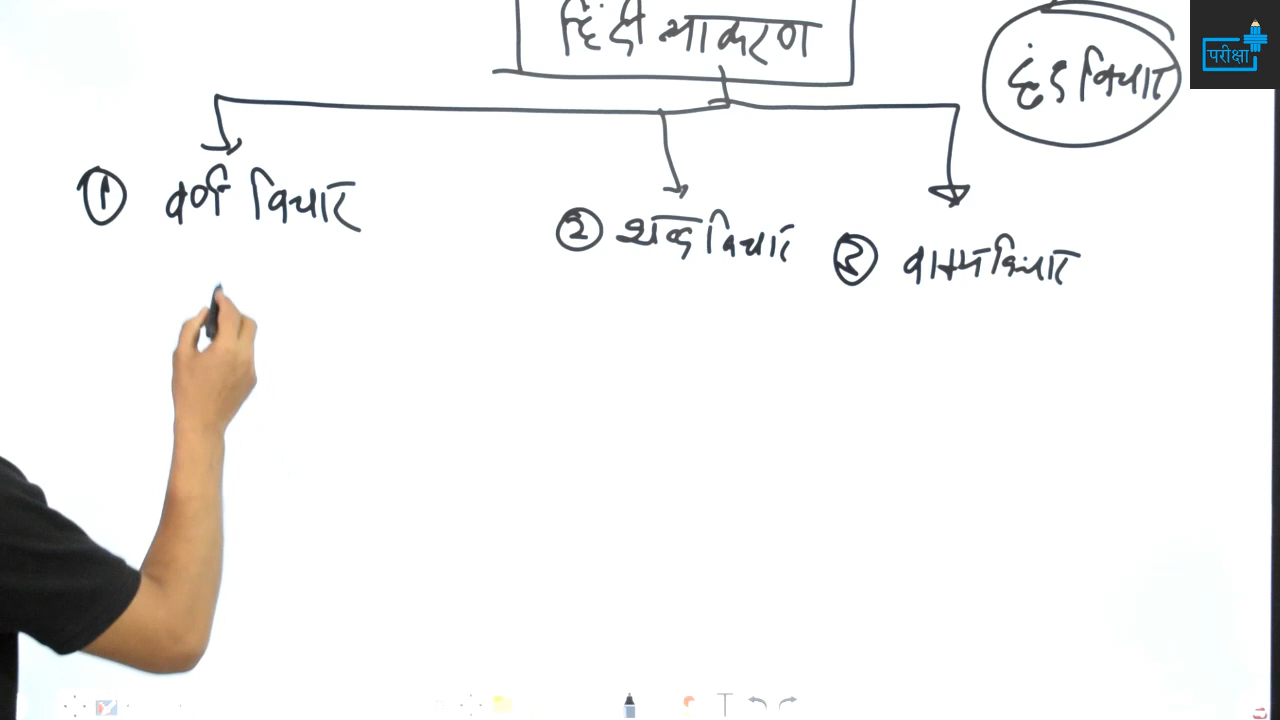 हिंदी व्याकरण
छंद विचार
परीक्षा
① वर्ण विचार
② शब्द विचार
③ वाक्य विचार